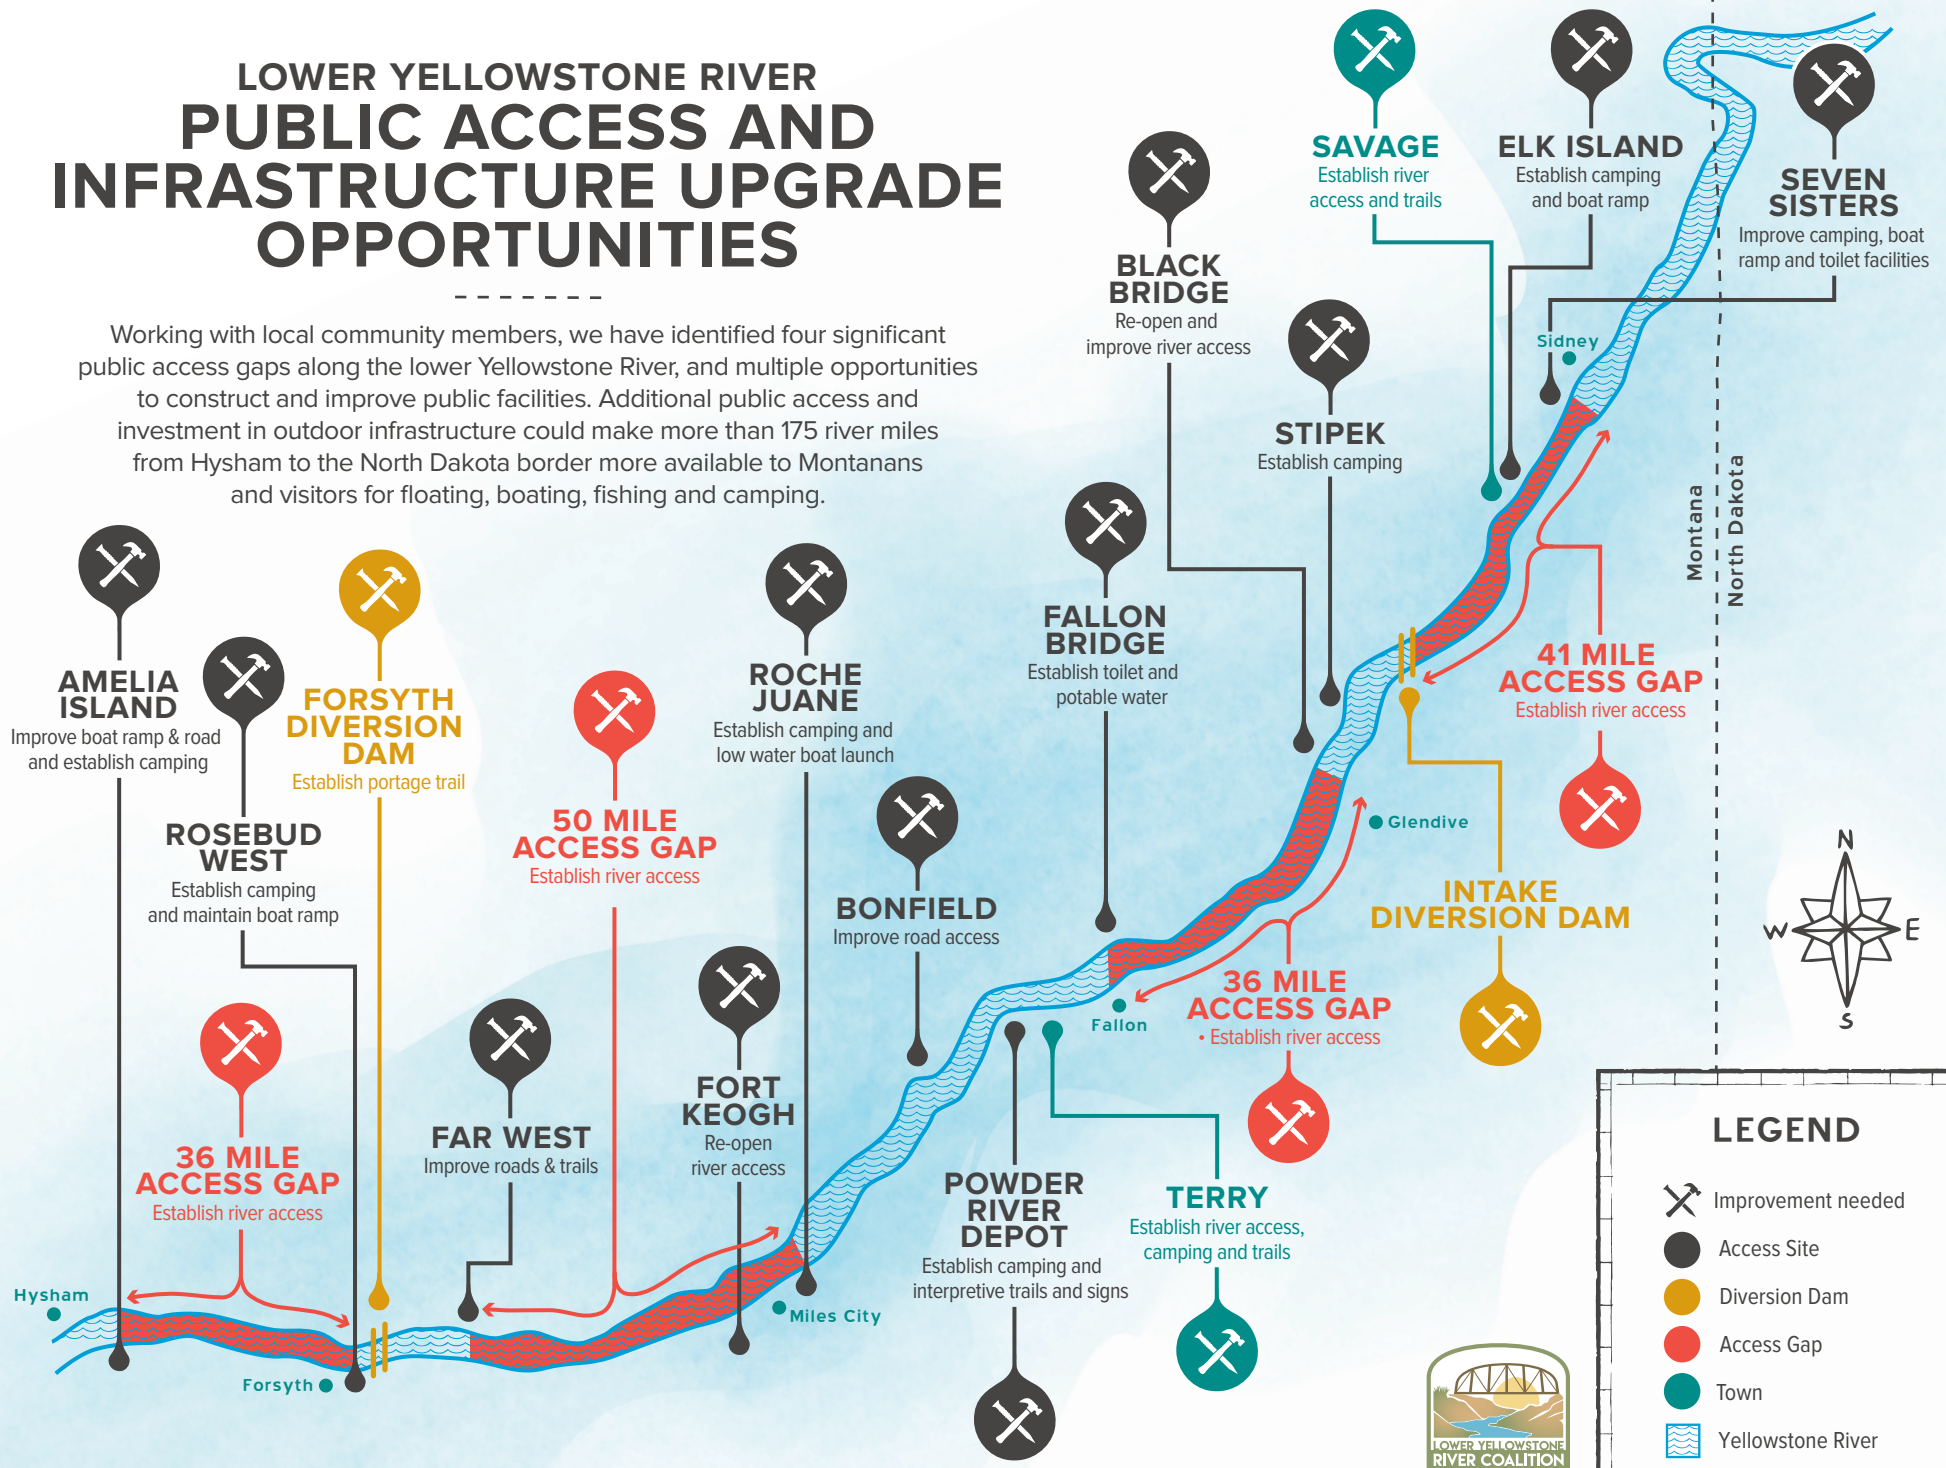 LOWER YELLOWSTONE RIVER
PUBLIC ACCESS AND
INFRASTRUCTURE UPGRADE
OPPORTUNITIES
Working with local community members, we have identified four significant
public access gaps along the lower Yellowstone River, and multiple opportunities
to construct and improve public facilities. Additional public access and
investment in outdoor infrastructure could make more than 175 river miles
from Hysham to the North Dakota border more available to Montanans
and visitors for floating, boating, fishing and camping.
SAVAGE
Establish river
access and trails
ELK ISLAND
Establish camping
and boat ramp
SEVEN
SISTERS
Improve camping, boat
ramp and toilet facilities
BLACK
BRIDGE
Re-open and
improve river access
STIPEK
Establish camping
Sidney
Montana
North Dakota
FALLON
BRIDGE
Establish toilet and
potable water
41 MILE
ACCESS GAP
Establish river access
AMELIA
ISLAND
Improve boat ramp & road
and establish camping
ROSEBUD
WEST
Establish camping
and maintain boat ramp
FORSYTH
DIVERSION
DAM
Establish portage trail
50 MILE
ACCESS GAP
Establish river access
ROCHE
JUANE
Establish camping and
low water boat launch
BONFIELD
Improve road access
Glendive
INTAKE
DIVERSION DAM
N
W
E
S
36 MILE
ACCESS GAP
• Establish river access
Fallon
36 MILE
ACCESS GAP
Establish river access
FAR WEST
Improve roads & trails
FORT
KEOGH
Re-open
river access
POWDER
RIVER
DEPOT
Establish camping and
interpretive trails and signs
TERRY
Establish river access,
camping and trails
Hysham
Forsyth
Miles City
LEGEND
Improvement needed
Access Site
Diversion Dam
Access Gap
Town
Yellowstone River
LOWER YELLOWSTONE
RIVER COALITION